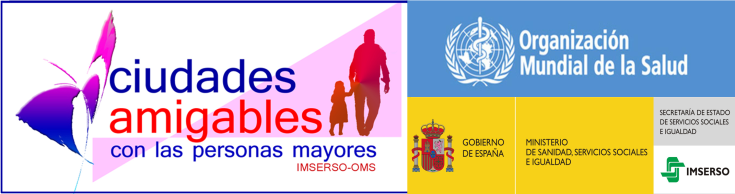 ciudades
amigables
con las personas mayores
IMSERSO-OMS
Organización
Mundial de la Salud
GOBIERNO
DE ESPAÑA
MINISTERIO
DE SANIDAD, SERVICIOS SOCIALES
E IGUALDAD
SECRETARÍA DE ESTADO
DE SERVICIOS SOCIALES
E IGUALDAD
IMSERSO